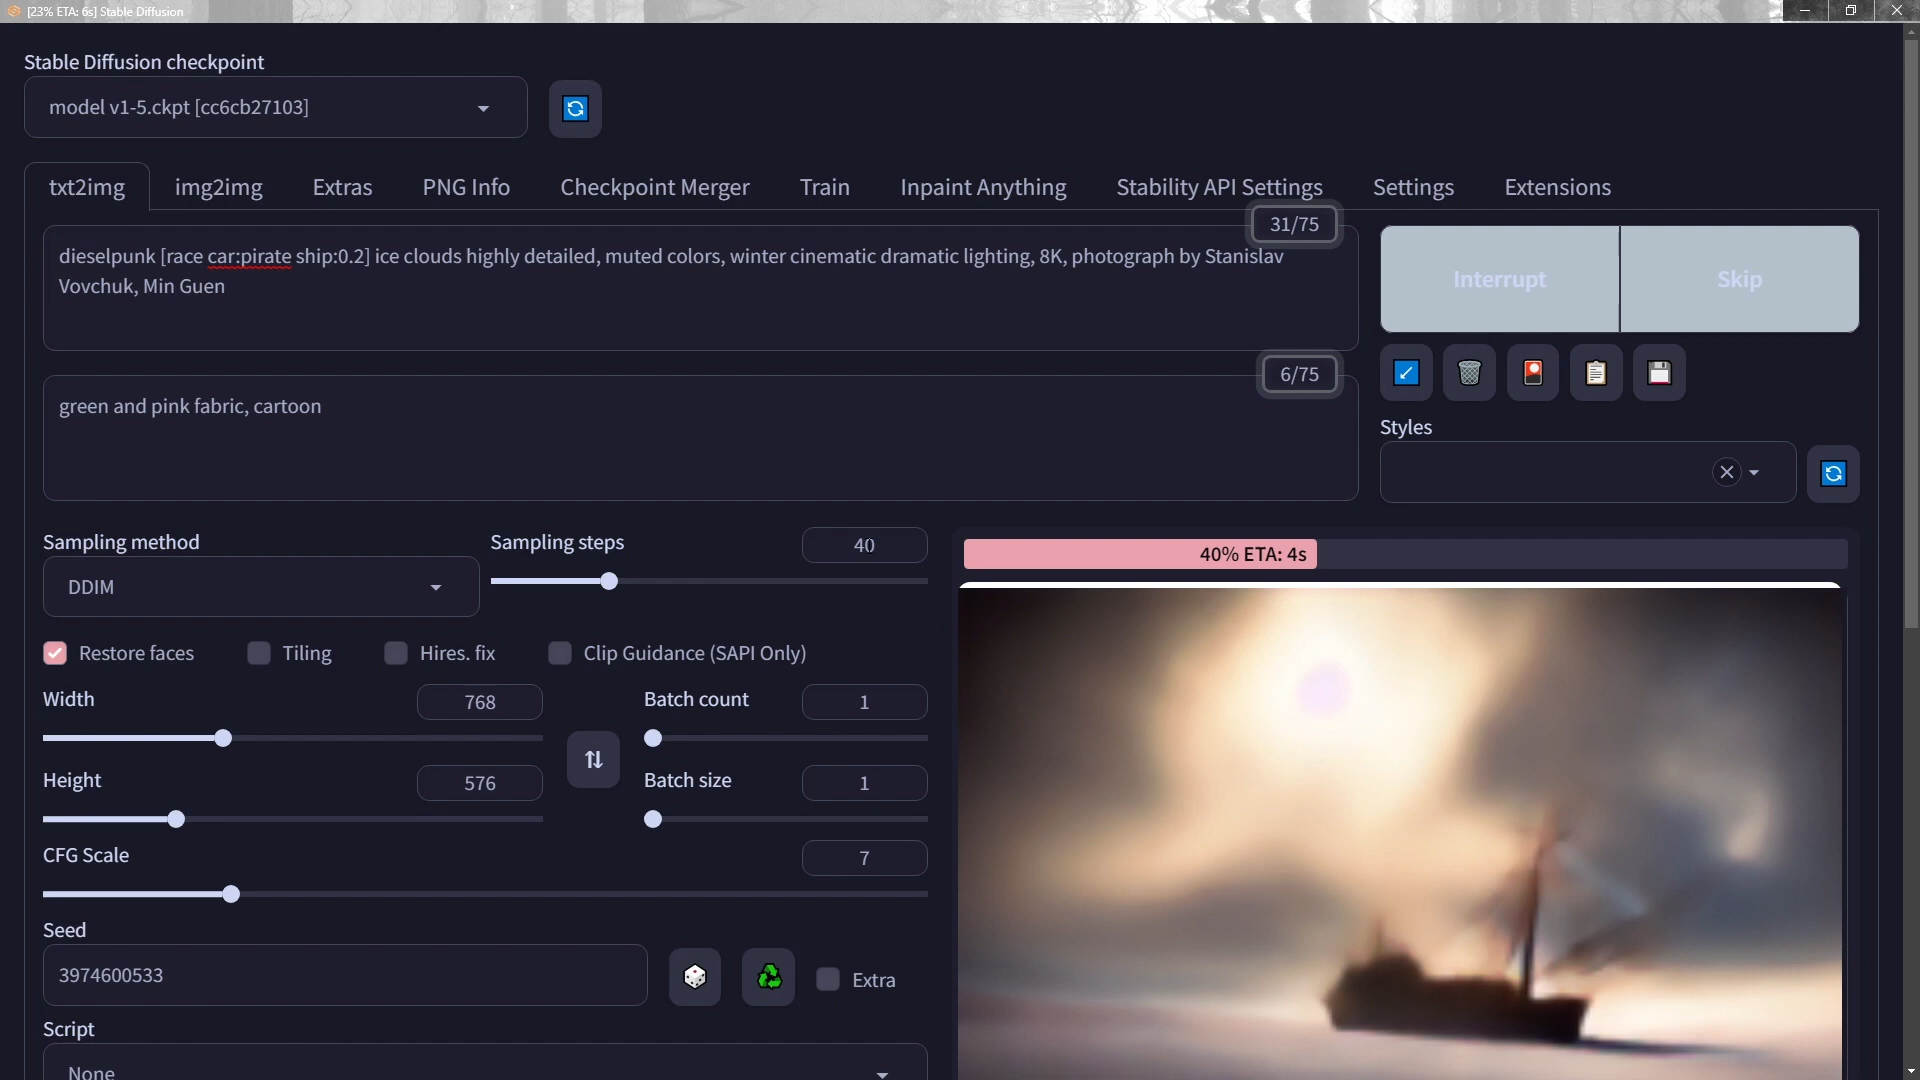 [23% ETA: 6s] Stable Diffusion
Stable Diffusion checkpoint
model v1-5.ckpt [cc6cb27103]
txt2img
img2img
Extras
PNG Info
Checkpoint Merger
Train
Inpaint Anything
Stability API Settings
Settings
Extensions
31/75
dieselpunk [race car:pirate ship:0.2] ice clouds highly detailed, muted colors, winter cinematic dramatic lighting, 8K, photograph by Stanislav
Vovchuk, Min Guen
Interrupt
Skip
6/75
green and pink fabric, cartoon
Styles
Sampling method
DDIM
Sampling steps
40
40% ETA: 4s
Restore faces
Tiling
Hires. fix
Clip Guidance (SAPI Only)
Width
768
Batch count
1
Height
576
Batch size
1
CFG Scale
7
Seed
3974600533
Extra
Script
None